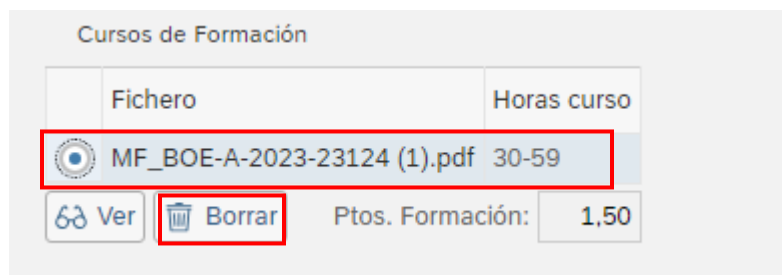 Cursos de Formación
Fichero Horas curso
MF_BOE-A-2023-23124 (1).pdf 30-59
Ver Borrar Ptos. Formación: 1,50